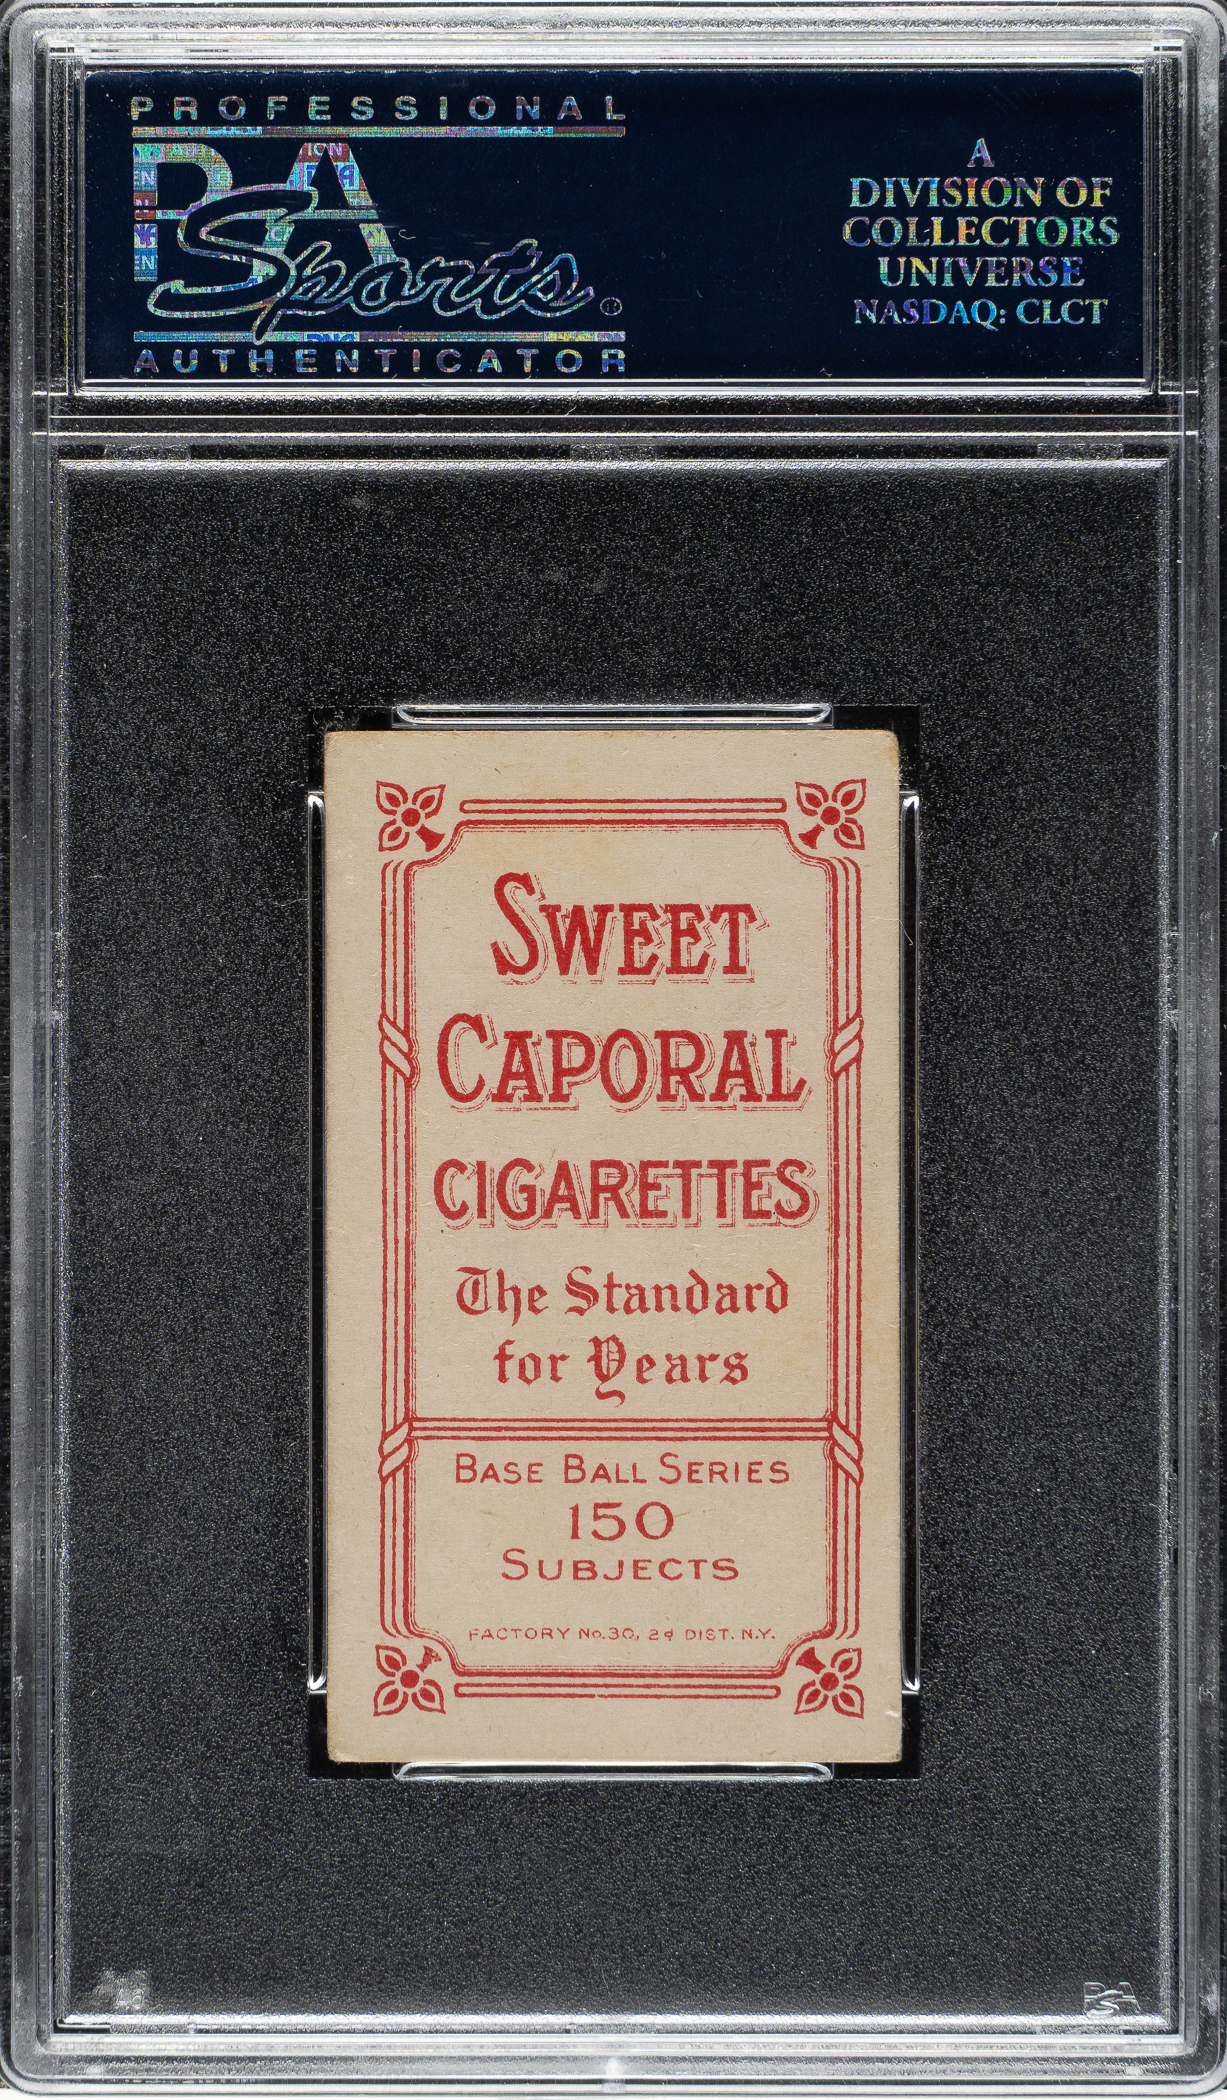 PROFESSIONAL
PSA
Sports®
AUTHENTICATOR
A
DIVISION OF
COLLECTORS
UNIVERSE
NASDAQ: CLCT
SWEET
CAPORAL
CIGARETTES
The Standard
for Years
BASE BALL SERIES
150
SUBJECTS
FACTORY No. 30, 2d DIST. N.Y.
PSA